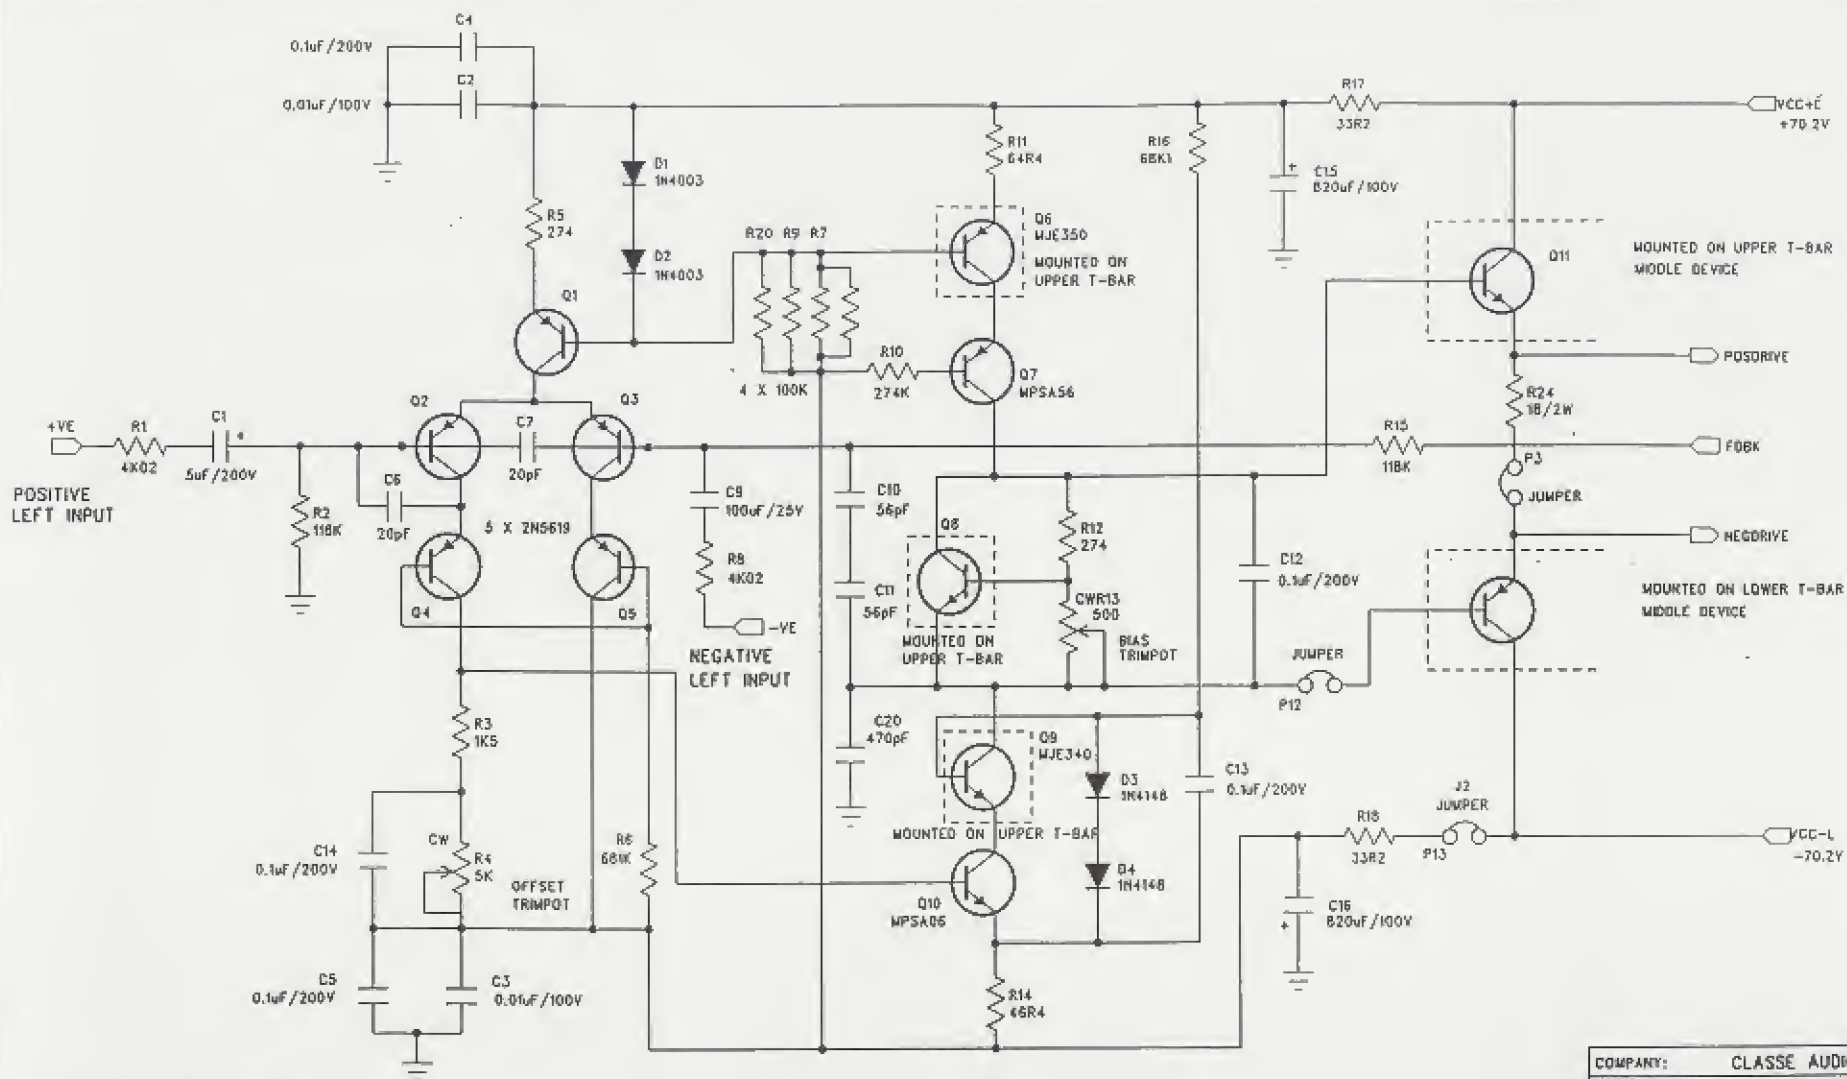 C4
0.1uF/200V
C2
0.01uF/100V
R17
33R2
VCC+E
+70.2V
R11
64R4
R16
C15
820uF/100V
D1
1N4003
R5
274
D2
1N4003
R20 R9 R7
Q6
MJE350
MOUNTED ON
UPPER T-BAR
Q11
MOUNTED ON UPPER T-BAR
MIDDLE DEVICE
Q1
POSDRIVE
R10
274K
4 X 100K
Q7
MPSA56
R24
18/2W
Q2
Q3
+VE
R1
4K02
C1
5uF/200V
C7
20pF
R15
118K
FDBK
P3
JUMPER
POSITIVE
LEFT INPUT
R2
118K
C6
20pF
5 X 2N5619
C9
100uF/25V
C10
56pF
Q8
R12
274
NEGDRIVE
R8
4K02
C11
56pF
C12
0.1uF/200V
CWR13
500
BIAS
TRIMPOT
MOUNTED ON LOWER T-BAR
MIDDLE DEVICE
Q4
Q5
-VE
NEGATIVE
LEFT INPUT
MOUNTED ON
UPPER T-BAR
JUMPER
P12
R3
1K5
C20
470pF
Q9
MJE340
D3
1N4148
C13
0.1uF/200V
J2
JUMPER
MOUNTED ON UPPER T-BAR
R18
33R2
P13
VCC-L
-70.2V
C14
0.1uF/200V
CW
R4
5K
OFFSET
TRIMPOT
R6
D4
1N4148
Q10
MPSA06
C16
820uF/100V
C5
0.1uF/200V
C3
0.01uF/100V
R14
46R4
COMPANY: CLASSE AUDI